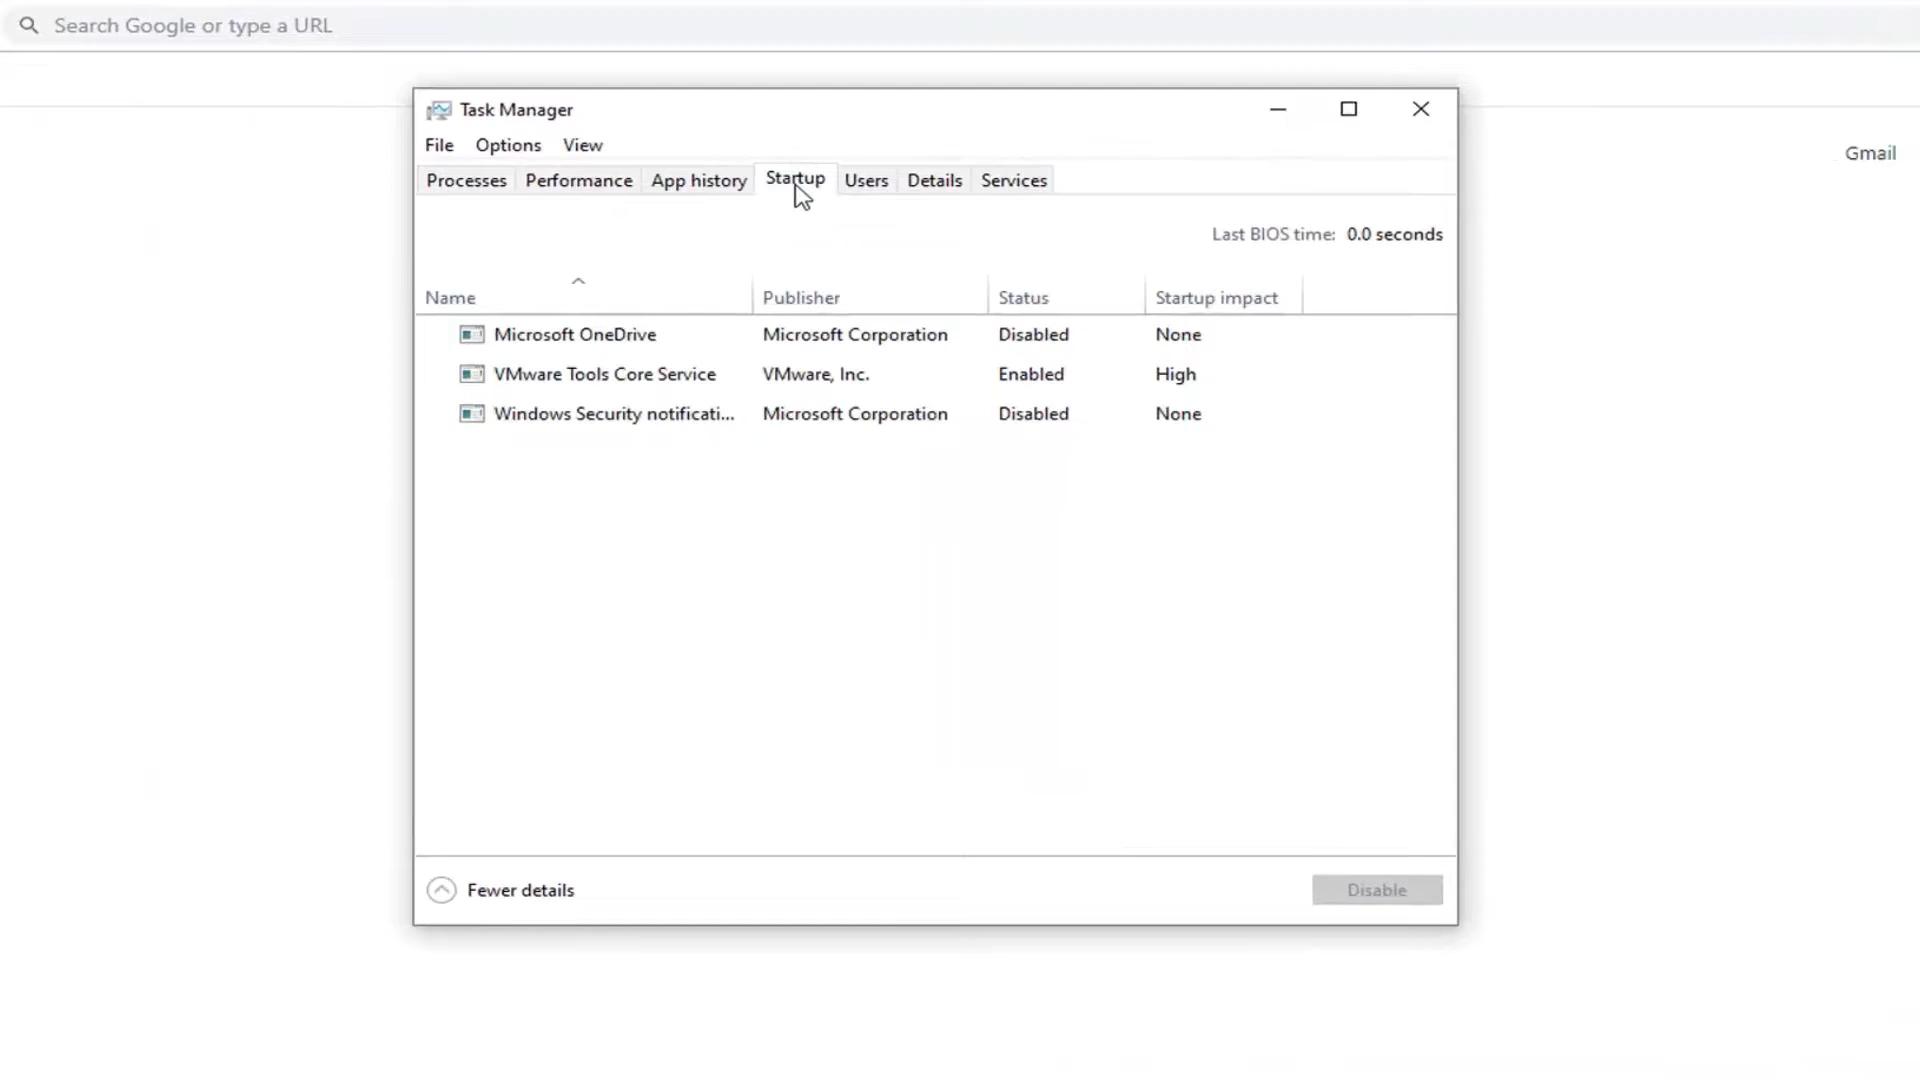 Search Google or type a URL
Task Manager
File Options View
Gmail
Processes Performance App history Startup Users Details Services
Last BIOS time: 0.0 seconds
Name Publisher Status Startup impact
Microsoft OneDrive Microsoft Corporation Disabled None
VMware Tools Core Service VMware, Inc. Enabled High
Windows Security notificati... Microsoft Corporation Disabled None
Fewer details Disable